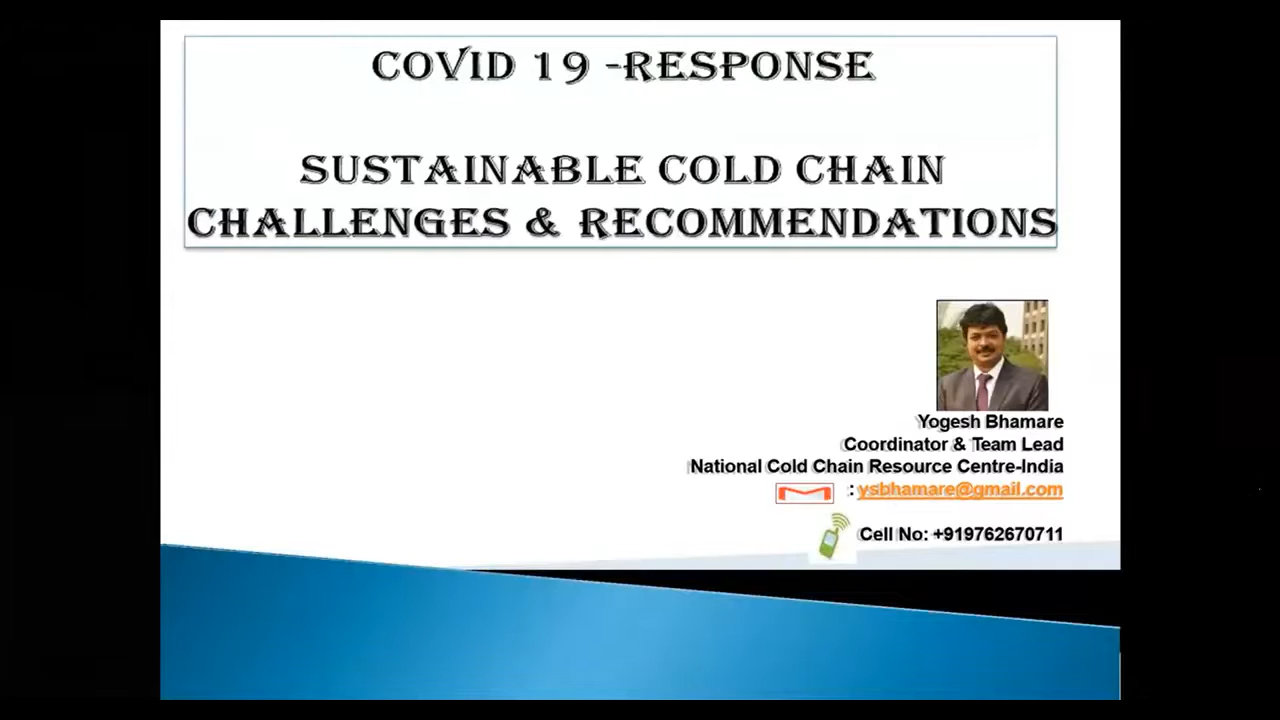 COVID 19 -RESPONSE
SUSTAINABLE COLD CHAIN
CHALLENGES & RECOMMENDATIONS
Yogesh Bhamare
Coordinator & Team Lead
National Cold Chain Resource Centre-India
: ysbhamare@gmail.com
Cell No: +919762670711